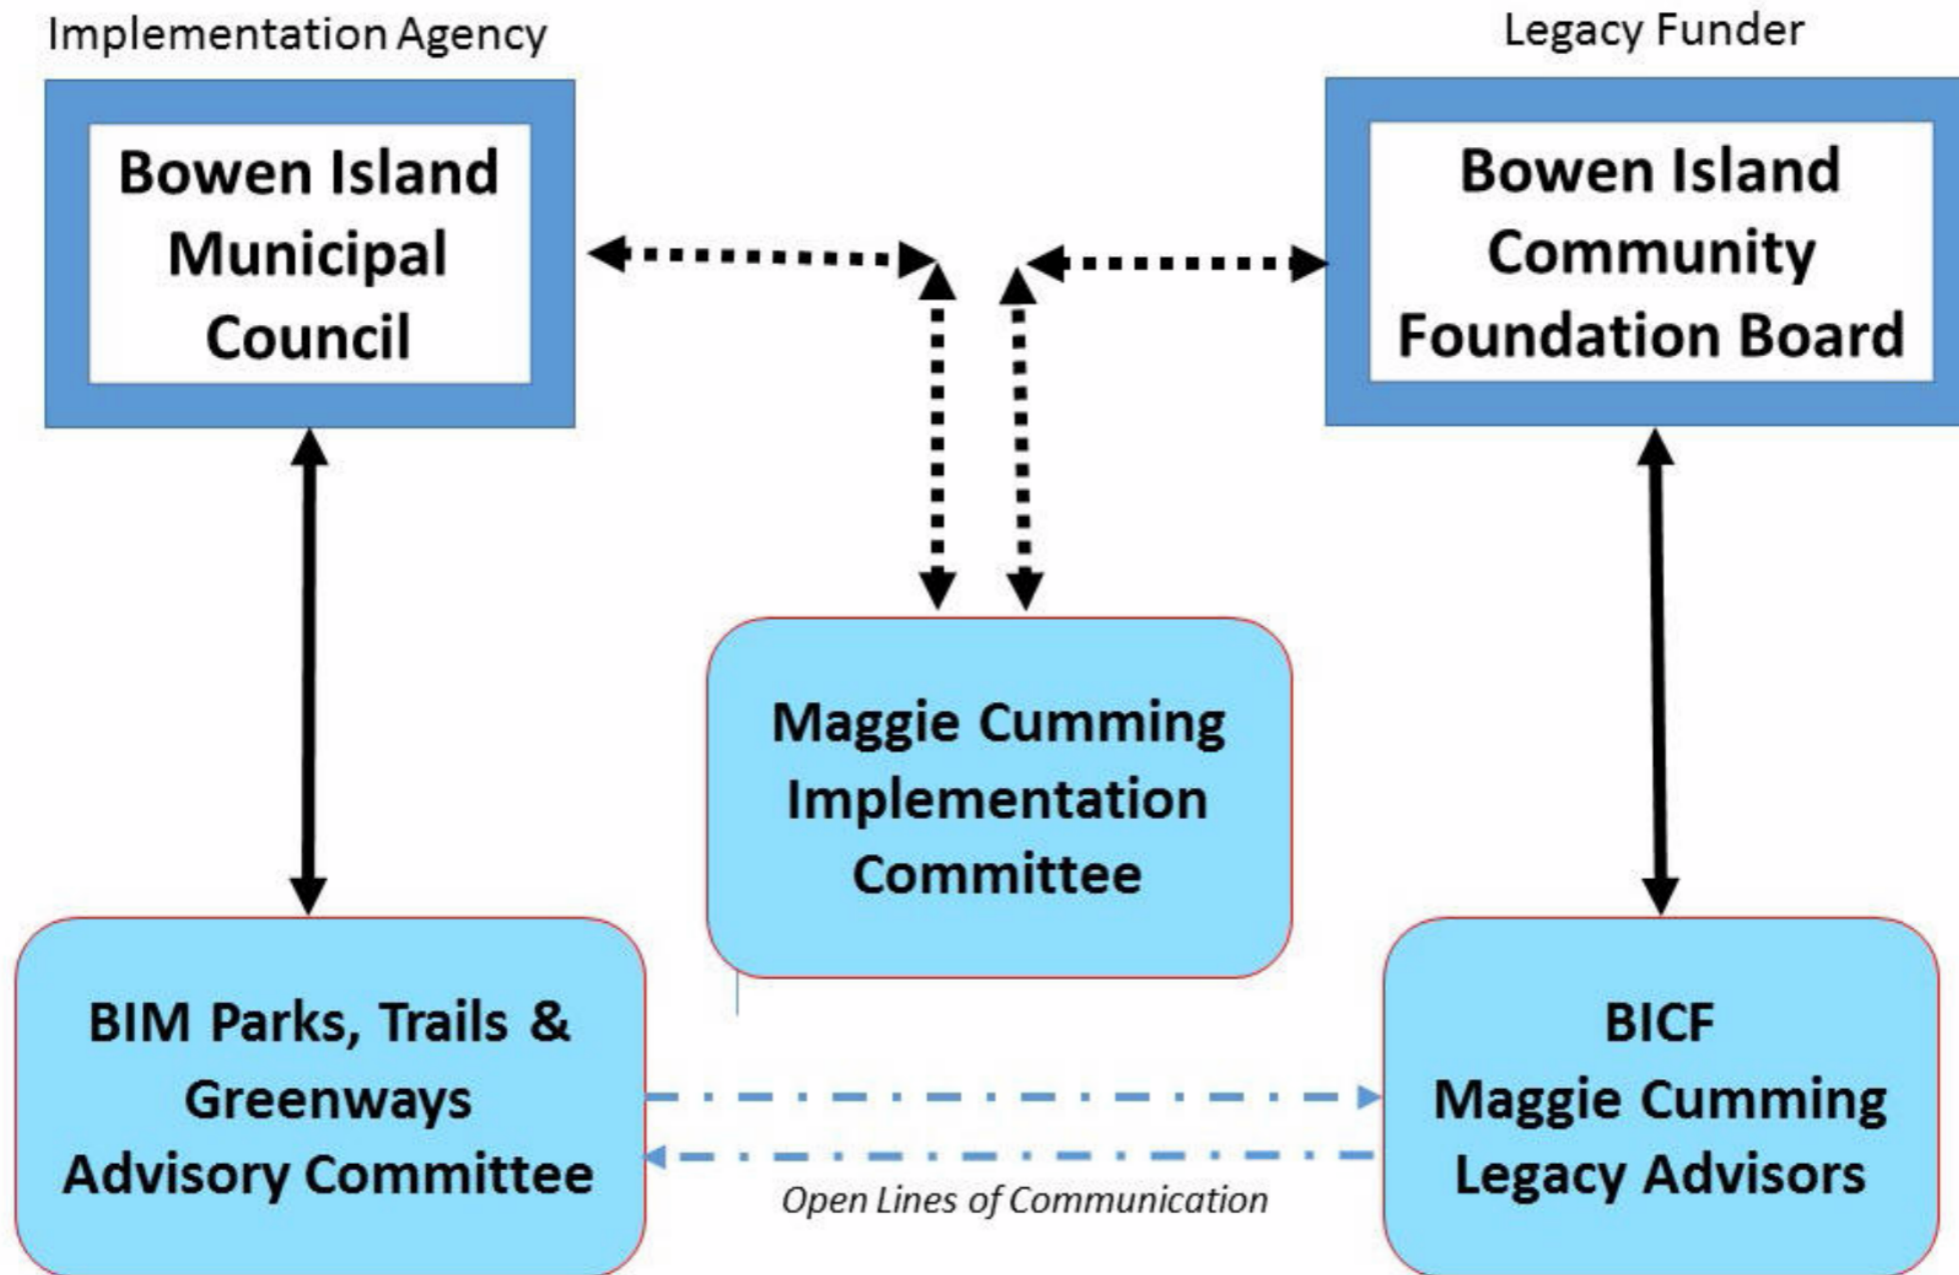 Implementation Agency
Legacy Funder
Bowen Island
Municipal
Council
Bowen Island
Community
Foundation Board
Maggie Cumming
Implementation
Committee
BIM Parks, Trails &
Greenways
Advisory Committee
BICF
Maggie Cumming
Legacy Advisors
Open Lines of Communication